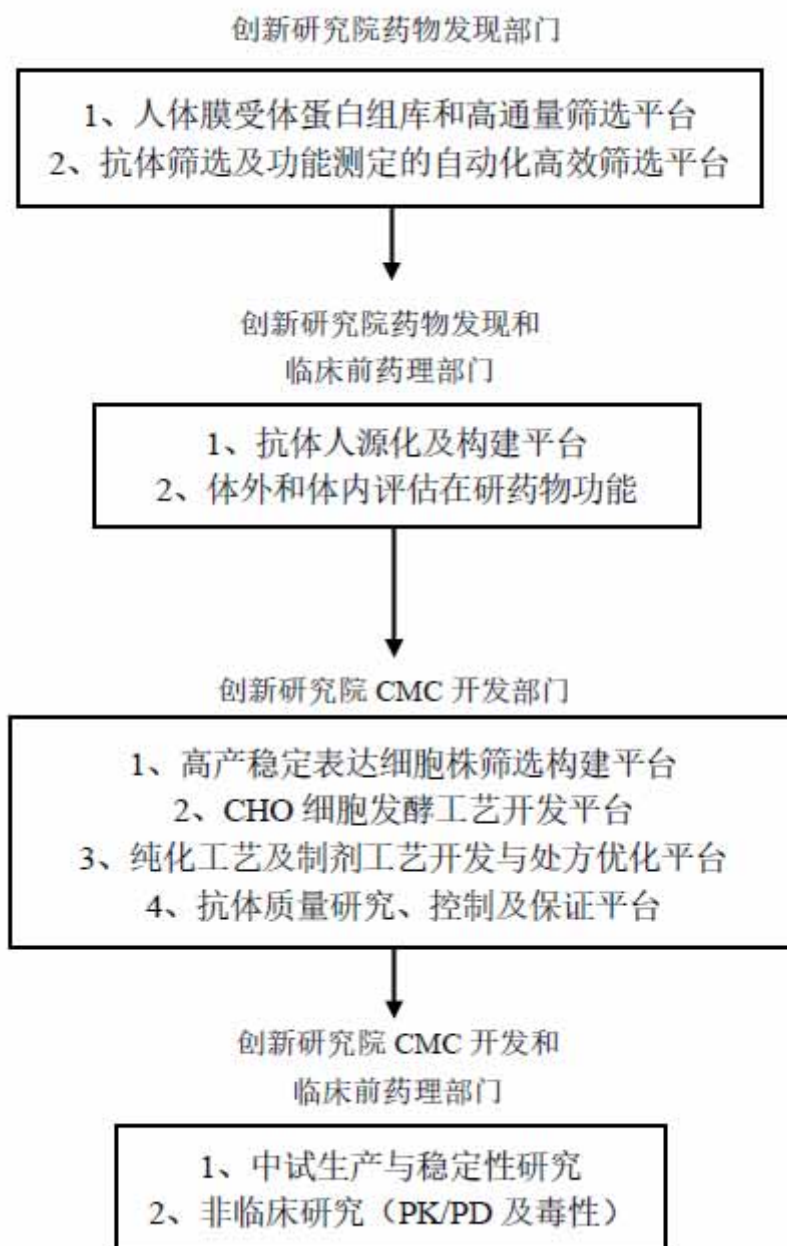 创新研究院药物发现部门
1、人体膜受体蛋白组库和高通量筛选平台
2、抗体筛选及功能测定的自动化高效筛选平台
创新研究院药物发现和
临床前药理部门
1、抗体人源化及构建平台
2、体外和体内评估在研药物功能
创新研究院 CMC 开发部门
1、高产稳定表达细胞株筛选构建平台
2、CHO 细胞发酵工艺开发平台
3、纯化工艺及制剂工艺开发与处方优化平台
4、抗体质量研究、控制及保证平台
创新研究院 CMC 开发和
临床前药理部门
1、中试生产与稳定性研究
2、非临床研究（PK/PD 及毒性）